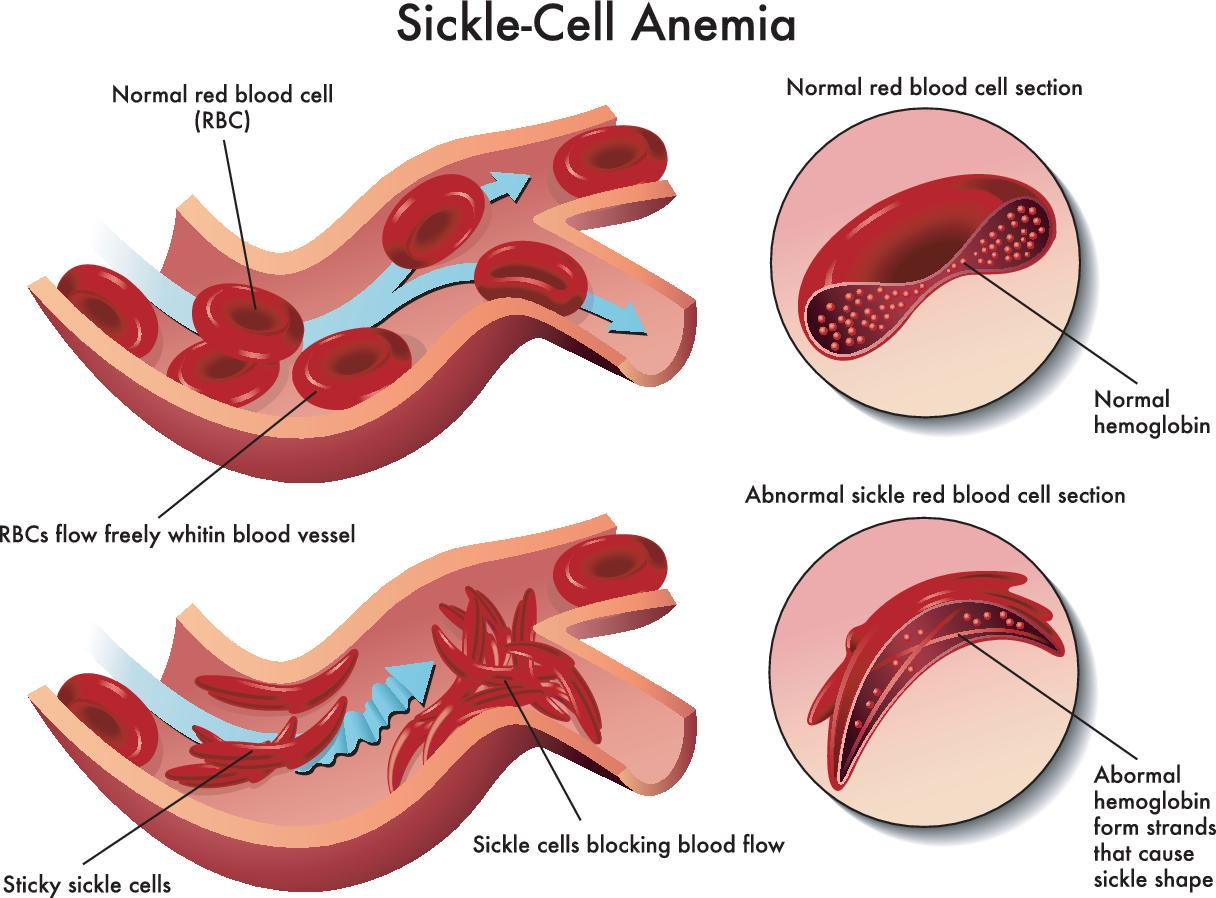 Sickle-Cell Anemia
Normal red blood cell
(RBC)
Normal red blood cell section
Normal
hemoglobin
RBCs flow freely whitin blood vessel
Abnormal sickle red blood cell section
Abormal
hemoglobin
form strands
that cause
sickle shape
Sickle cells blocking blood flow
Sticky sickle cells